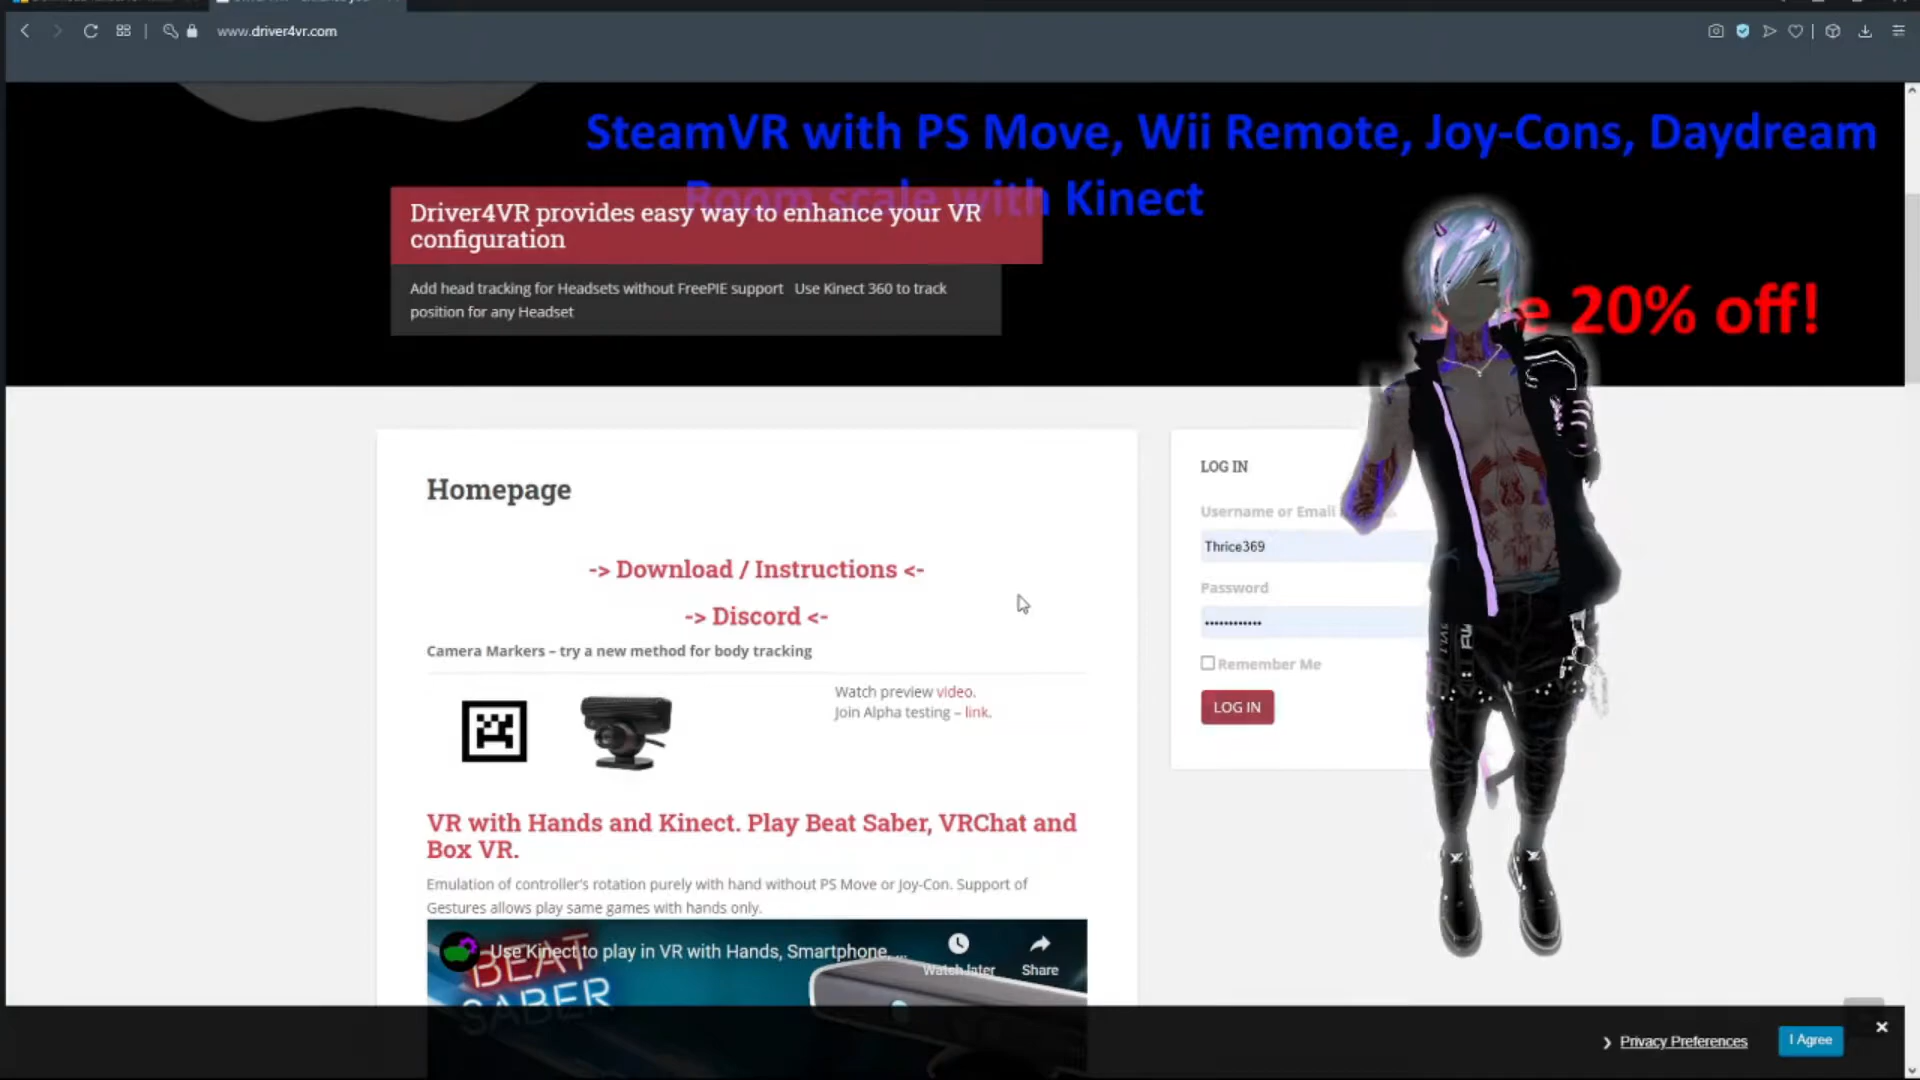 www.driver4vr.com
SteamVR with PS Move, Wii Remote, Joy-Cons, Daydream
Room scale with Kinect
Driver4VR provides easy way to enhance your VR
configuration
Add head tracking for Headsets without FreePIE support Use Kinect 360 to track
position for any Headset
20% off!
Homepage
-> Download / Instructions <-
-> Discord <-
Camera Markers – try a new method for body tracking
Watch preview video.
Join Alpha testing – link.
VR with Hands and Kinect. Play Beat Saber, VRChat and
Box VR.
Emulation of controller's rotation purely with hand without PS Move or Joy-Con. Support of
Gestures allows play same games with hands only.
Use Kinect to play in VR with Hands, Smartphone, ...
Watch later
Share
BEAT
SABER
LOG IN
Username or Email
Thrice369
Password
••••••••••••
Remember Me
LOG IN
Privacy Preferences
I Agree